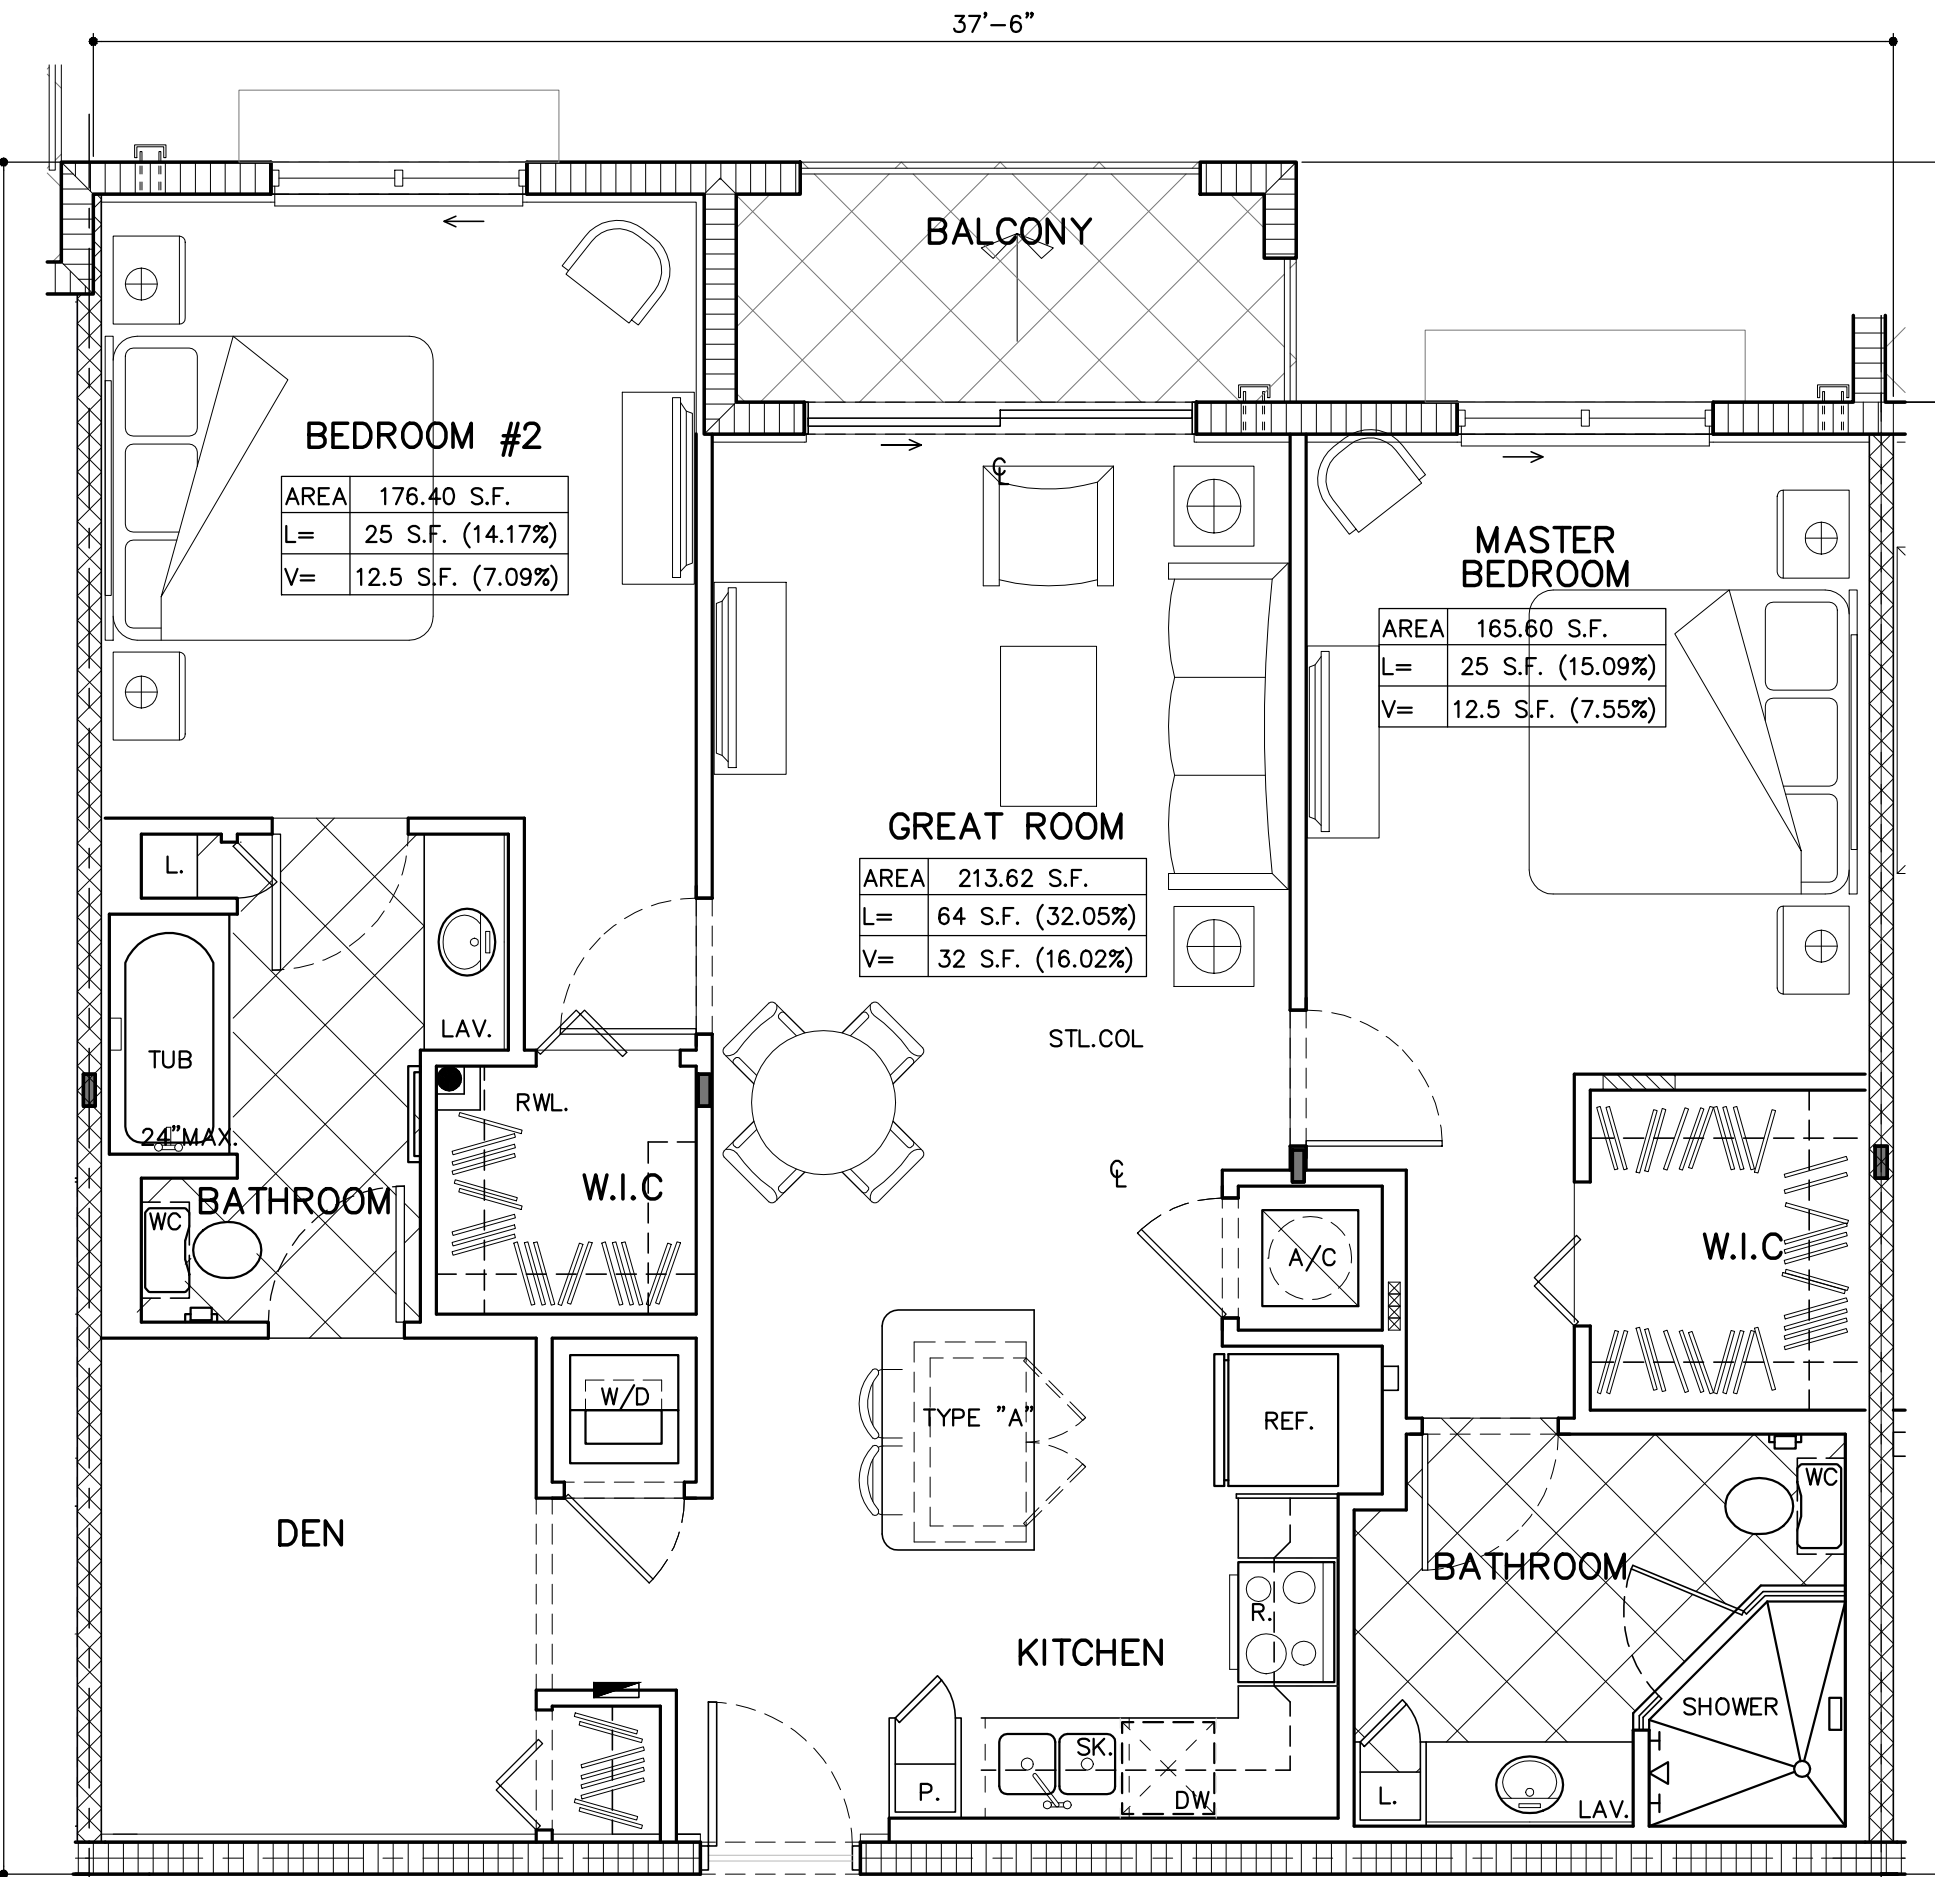 37'-6"
BALCONY
BEDROOM #2
AREA 176.40 S.F.
L= 25 S.F. (14.17%)
V= 12.5 S.F. (7.09%)
℄
MASTER
BEDROOM
AREA 165.60 S.F.
L= 25 S.F. (15.09%)
V= 12.5 S.F. (7.55%)
GREAT ROOM
AREA 213.62 S.F.
L= 64 S.F. (32.05%)
V= 32 S.F. (16.02%)
L.
LAV.
STL.COL
TUB
24"MAX.
RWL.
W.I.C
℄
BATHROOM
WC
A/C
W.I.C
W/D
TYPE "A"
REF.
WC
DEN
BATHROOM
R.
KITCHEN
SHOWER
SK.
P.
DW
L.
LAV.